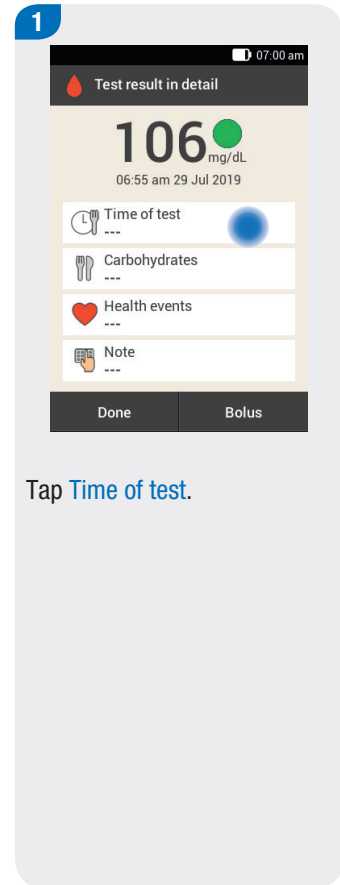 1
07:00 am
Test result in detail
106
mg/dL
06:55 am 29 Jul 2019
Time of test
---
Carbohydrates
---
Health events
---
Note
---
Done Bolus
Tap Time of test.